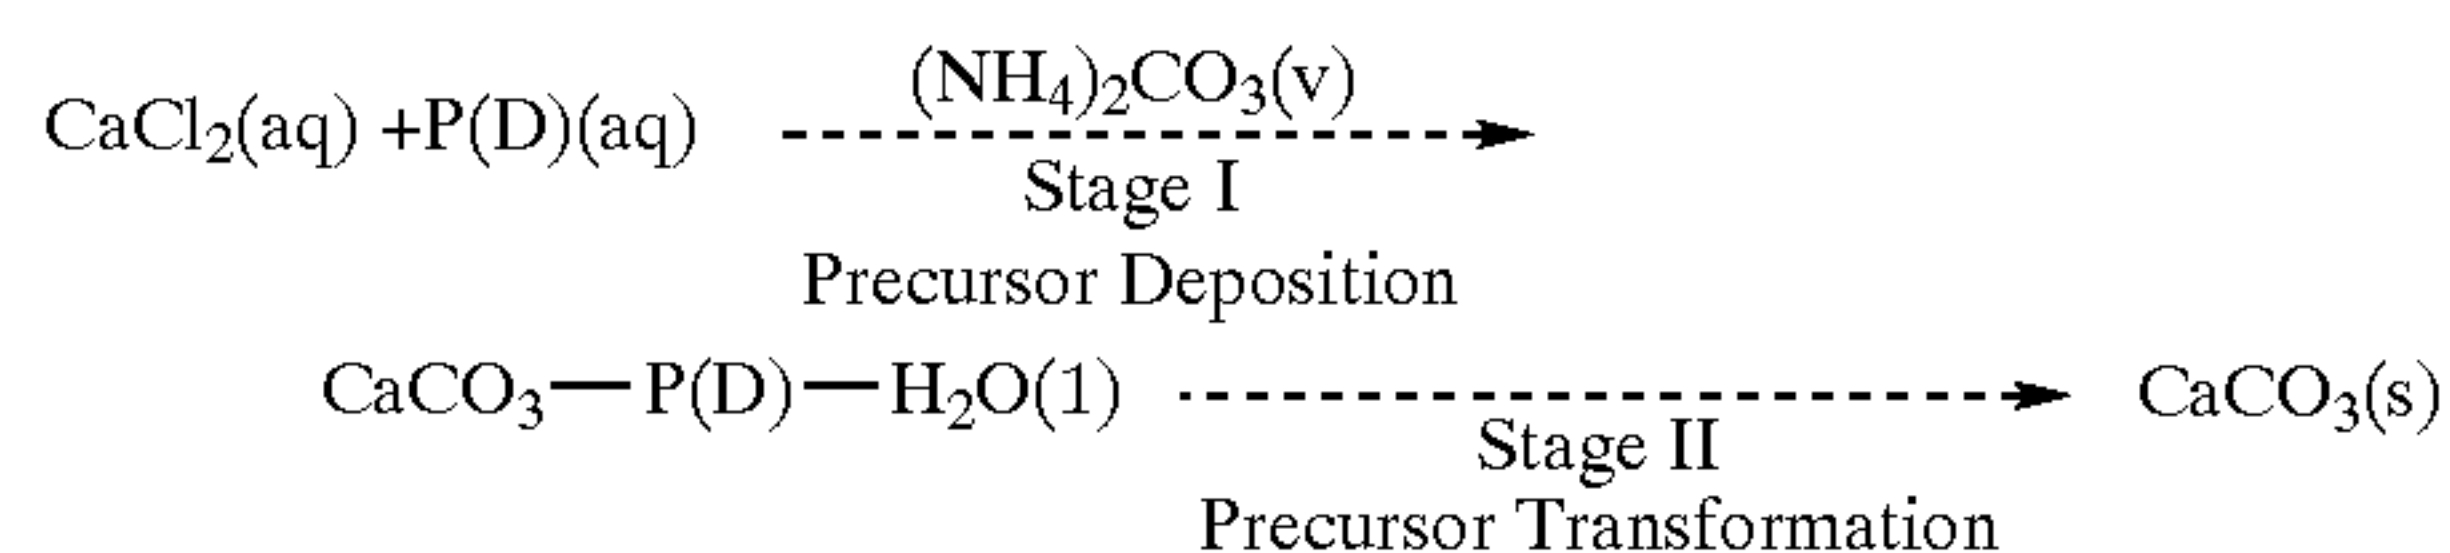 (NH₄)₂CO₃(v)
CaCl₂(aq) +P(D)(aq)
Stage I
Precursor Deposition
CaCO₃—P(D)—H₂O(1)
CaCO₃(s)
Stage II
Precursor Transformation